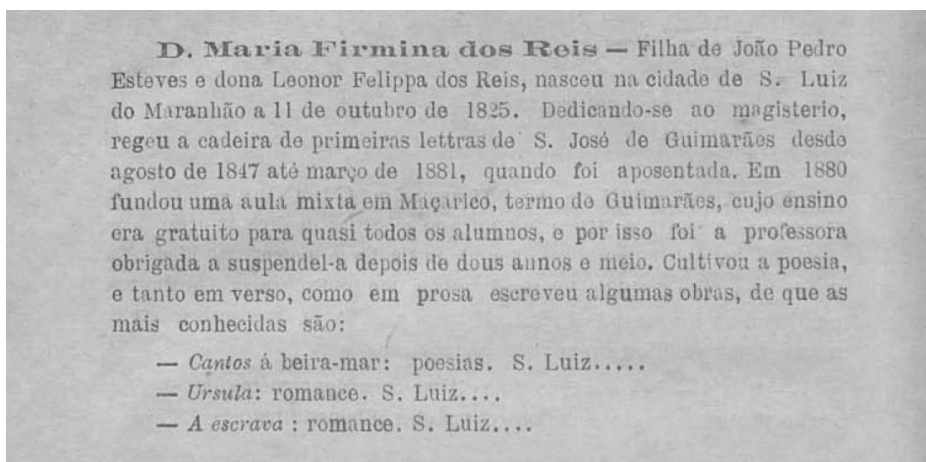 D. Maria Firmina dos Reis — Filha de João Pedro
Esteves e dona Leonor Felippa dos Reis, nasceu na cidade de S. Luiz
do Maranhão a 11 de outubro de 1825. Dedicando-se ao magisterio,
regeu a cadeira de primeiras lettras de S. José de Guimarães desde
agosto de 1847 até março de 1881, quando foi aposentada. Em 1880
fundou uma aula mixta em Maçarico, termo de Guimarães, cujo ensino
era gratuito para quasi todos os alumnos, e por isso foi a professora
obrigada a suspendel-a depois de dous annos e meio. Cultivou a poesia,
e tanto em verso, como em prosa escreveu algumas obras, de que as
mais conhecidas são:
— Cantos á beira-mar: poesias. S. Luiz.....
— Ursula: romance. S. Luiz....
— A escrava : romance. S. Luiz....